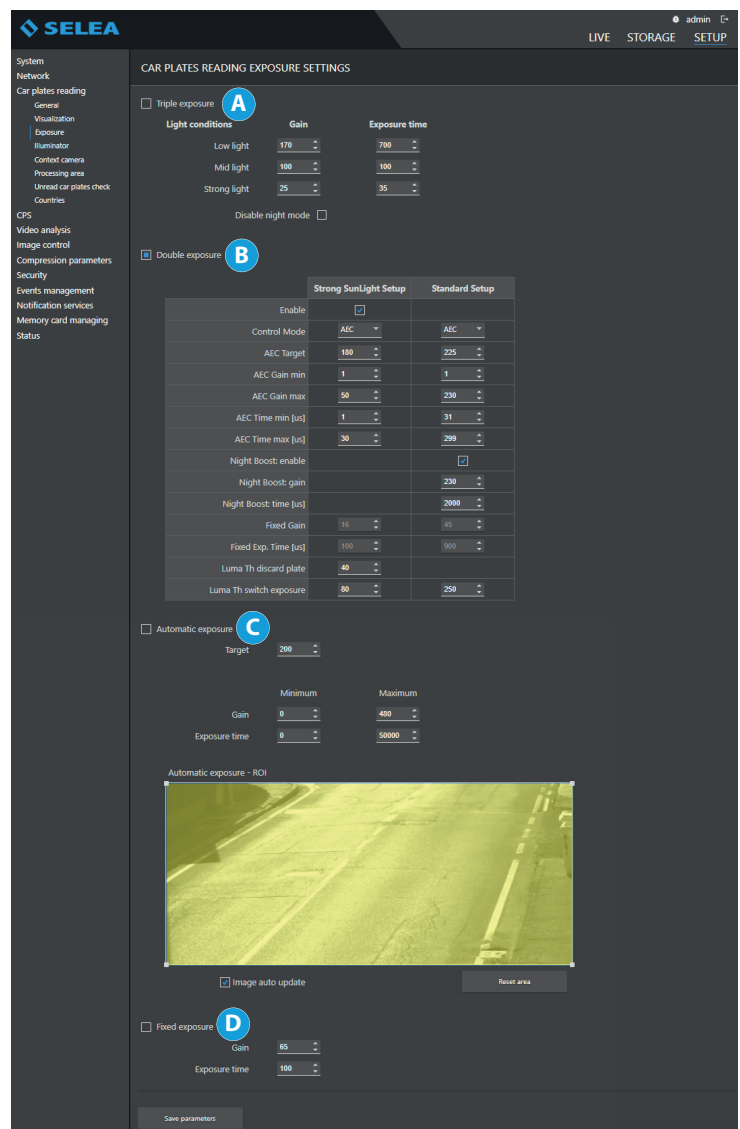 SELEA
admin
LIVE STORAGE SETUP
System
Network
Car plates reading
General
Visualization
Exposure
Illuminator
Context camera
Processing area
Unread car plates check
Countries
CPS
Video analysis
Image control
Compression parameters
Security
Events management
Notification services
Memory card managing
Status
CAR PLATES READING EXPOSURE SETTINGS
Triple exposure A
Light conditions Gain Exposure time
Low light 170 700
Mid light 100 100
Strong light 25 35
Disable night mode
Double exposure B
Strong SunLight Setup Standard Setup
Enable
Control Mode AEC AEC
AEC Target 180 225
AEC Gain min 1 1
AEC Gain max 50 230
AEC Time min [us] 1 31
AEC Time max [us] 30 299
Night Boost: enable
Night Boost: gain 230
Night Boost: time [us] 2000
Fixed Gain 16 45
Fixed Exp. Time [us] 100 900
Luma Th discard plate 40
Luma Th switch exposure 80 250
Automatic exposure C
Target 200
Minimum Maximum
Gain 0 480
Exposure time 0 50000
Automatic exposure - ROI
Image auto update Reset area
Fixed exposure D
Gain 65
Exposure time 100
Save parameters